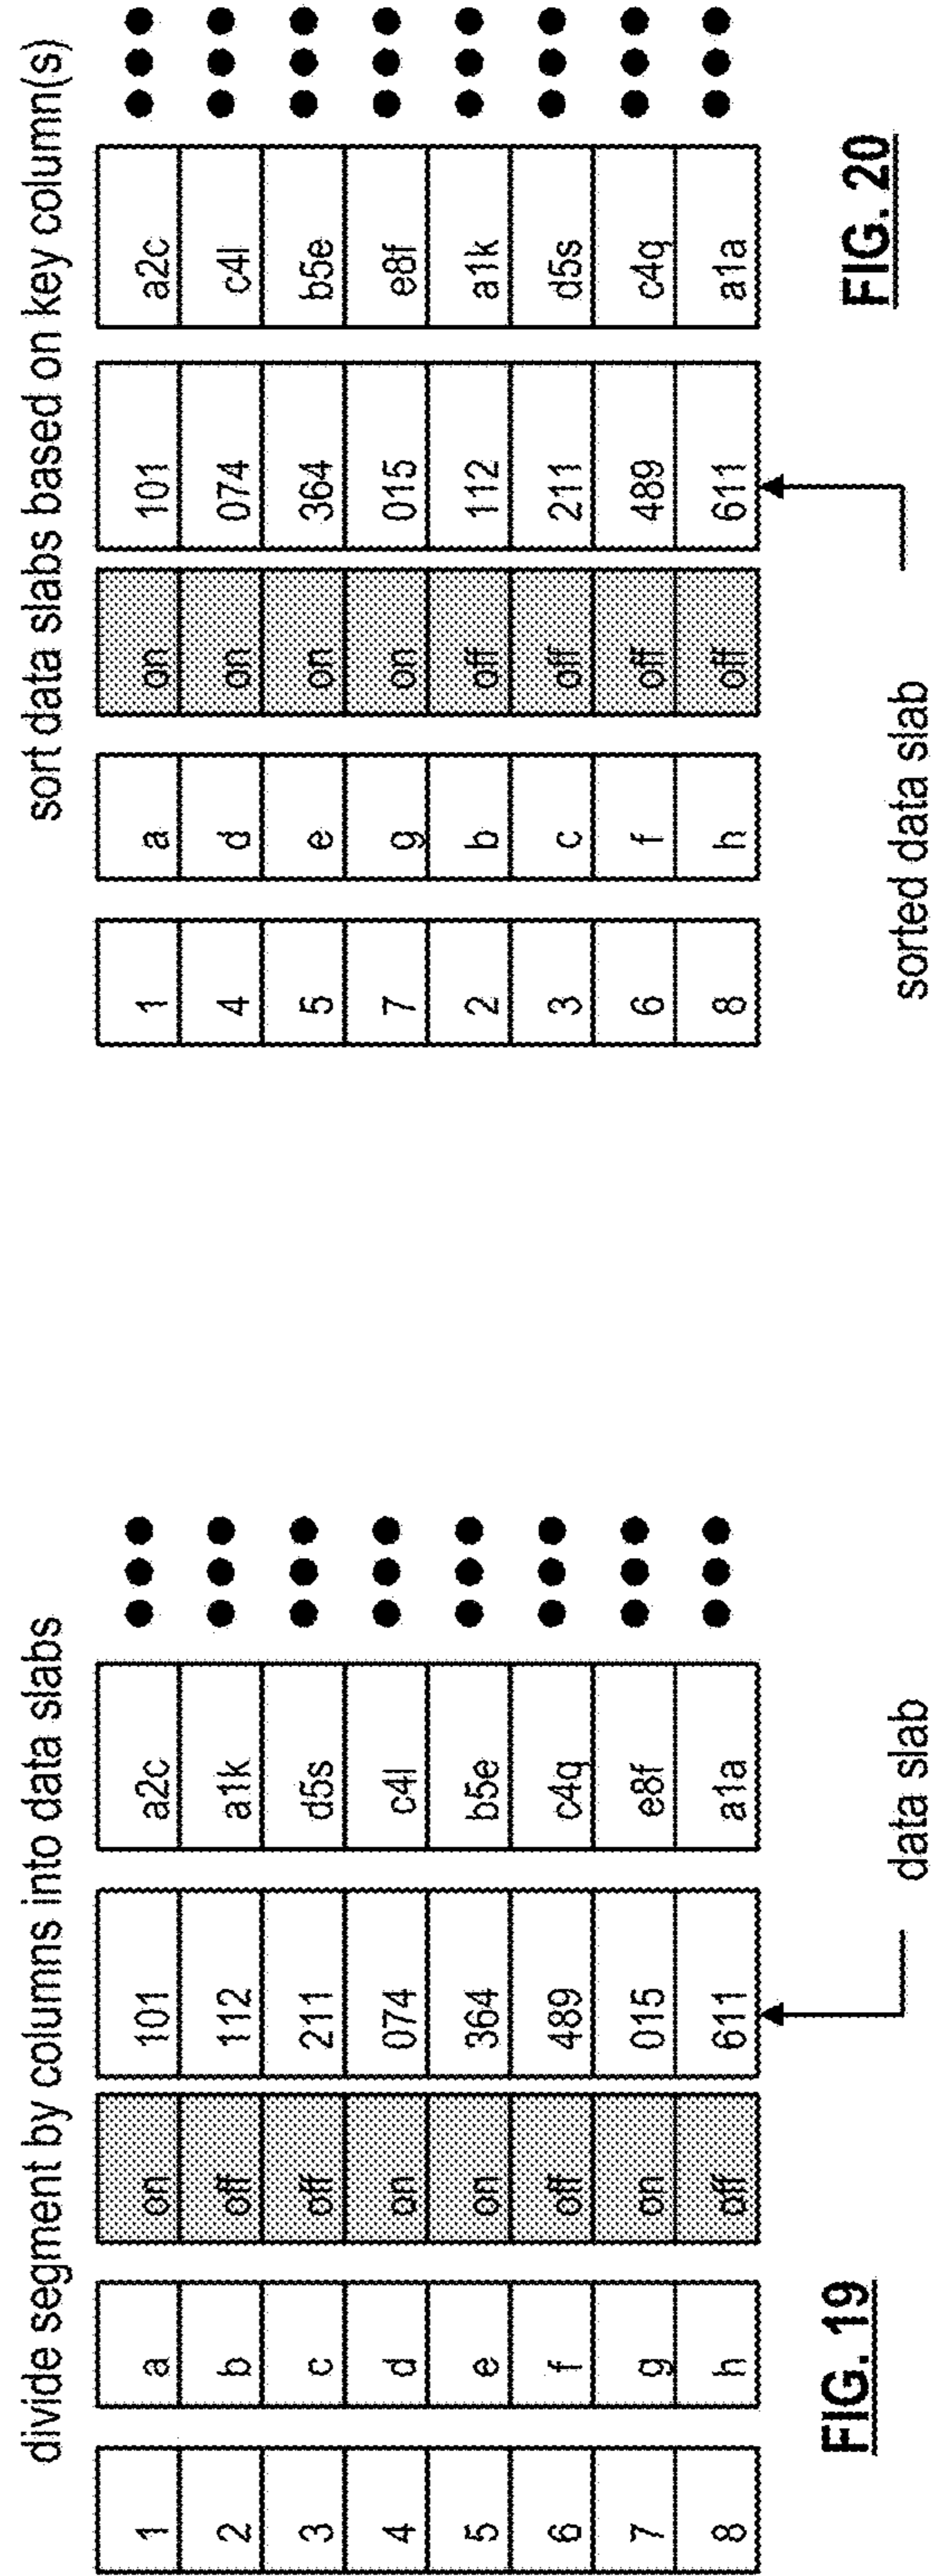 divide segment by columns into data slabs
1 a on 101 a2c
2 b off 112 a1k
3 c off 211 d5s
4 d on 074 c4l
5 e on 364 b5e
6 f off 489 c4q
7 g on 015 e8f
8 h off 611 a1a
data slab
FIG. 19
sort data slabs based on key column(s)
1 a on 101 a2c
4 d on 074 c4l
5 e on 364 b5e
7 g on 015 e8f
2 b off 112 a1k
3 c off 211 d5s
6 f off 489 c4q
8 h off 611 a1a
sorted data slab
FIG. 20